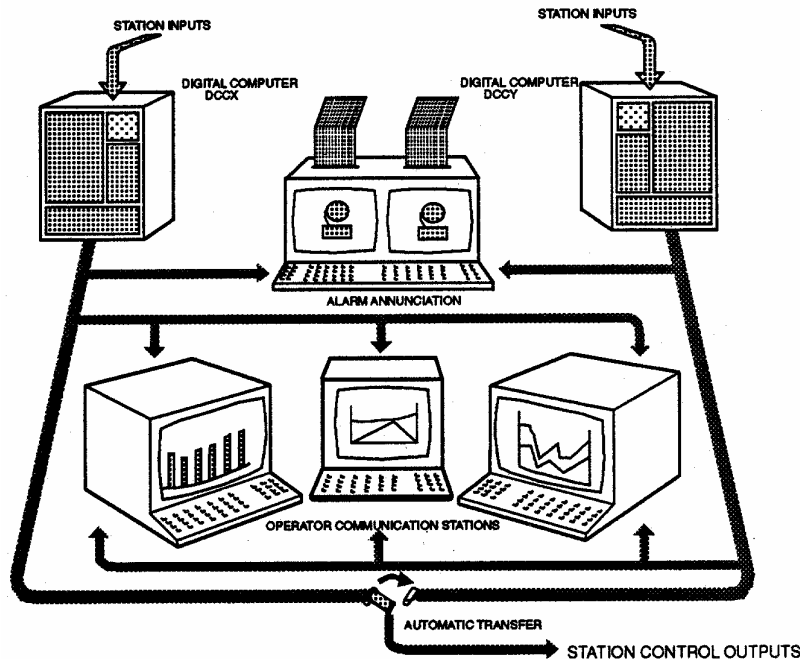 STATION INPUTS
STATION INPUTS
DIGITAL COMPUTER
DCCX
DIGITAL COMPUTER
DCCY
ALARM ANNUNCIATION
OPERATOR COMMUNICATION STATIONS
AUTOMATIC TRANSFER
STATION CONTROL OUTPUTS